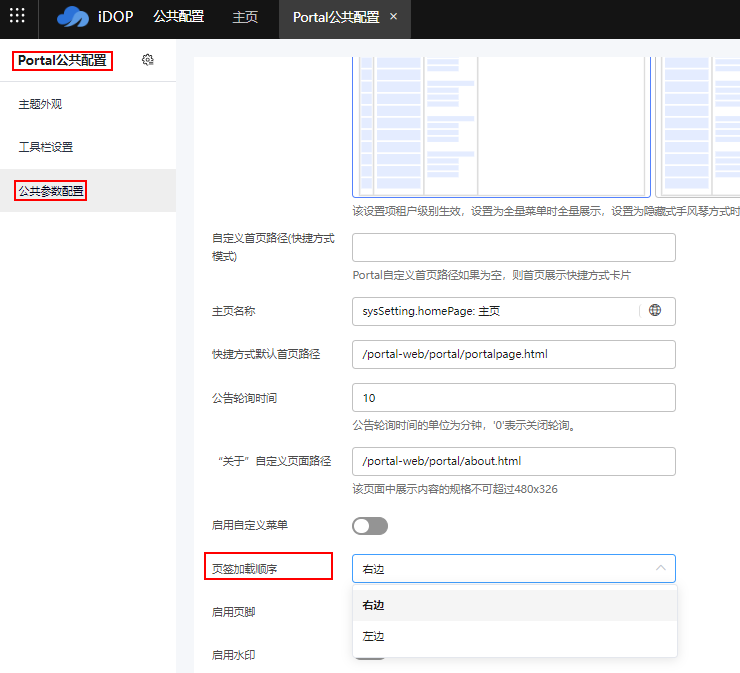 iDOP 公共配置 主页 Portal公共配置 ×
Portal公共配置
主题外观
工具栏设置
公共参数配置
该设置项租户级别生效，设置为全量菜单时全量展示，设置为隐藏式手风琴方式时
自定义首页路径(快捷方式
模式)
Portal自定义首页路径如果为空，则首页展示快捷方式卡片
主页名称
sysSetting.homePage: 主页
快捷方式默认首页路径
/portal-web/portal/portalpage.html
公告轮询时间
10
公告轮询时间的单位为分钟，'0'表示关闭轮询。
“关于”自定义页面路径
/portal-web/portal/about.html
该页面中展示内容的规格不可超过480x326
启用自定义菜单
页签加载顺序
右边
右边
左边
启用页脚
启用水印